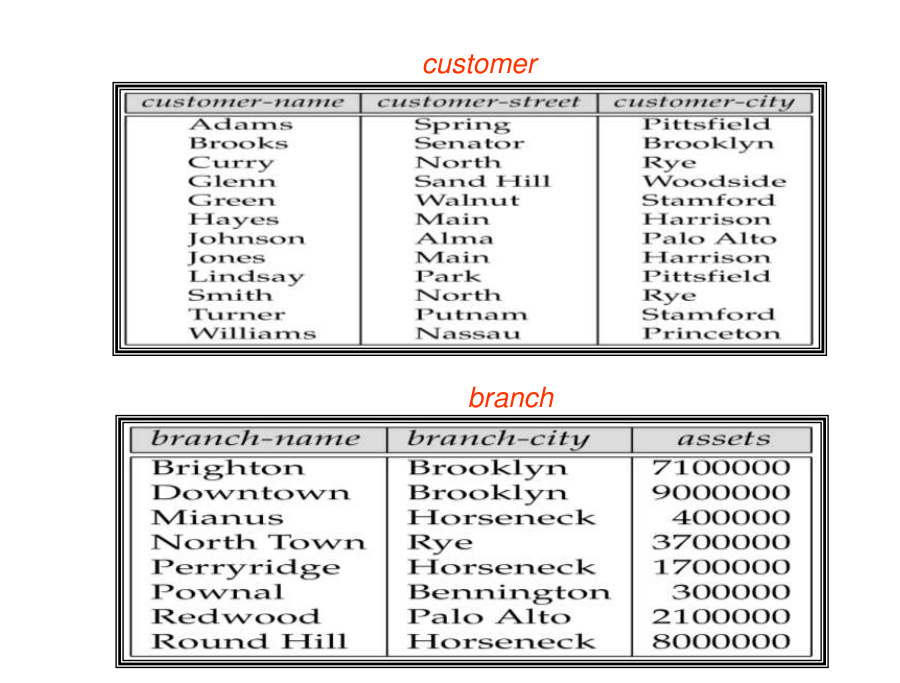 customer
customer-name customer-street customer-city
Adams Spring Pittsfield
Brooks Senator Brooklyn
Curry North Rye
Glenn Sand Hill Woodside
Green Walnut Stamford
Hayes Main Harrison
Johnson Alma Palo Alto
Jones Main Harrison
Lindsay Park Pittsfield
Smith North Rye
Turner Putnam Stamford
Williams Nassau Princeton
branch
branch-name branch-city assets
Brighton Brooklyn 7100000
Downtown Brooklyn 9000000
Mianus Horseneck 400000
North Town Rye 3700000
Perryridge Horseneck 1700000
Pownal Bennington 300000
Redwood Palo Alto 2100000
Round Hill Horseneck 8000000